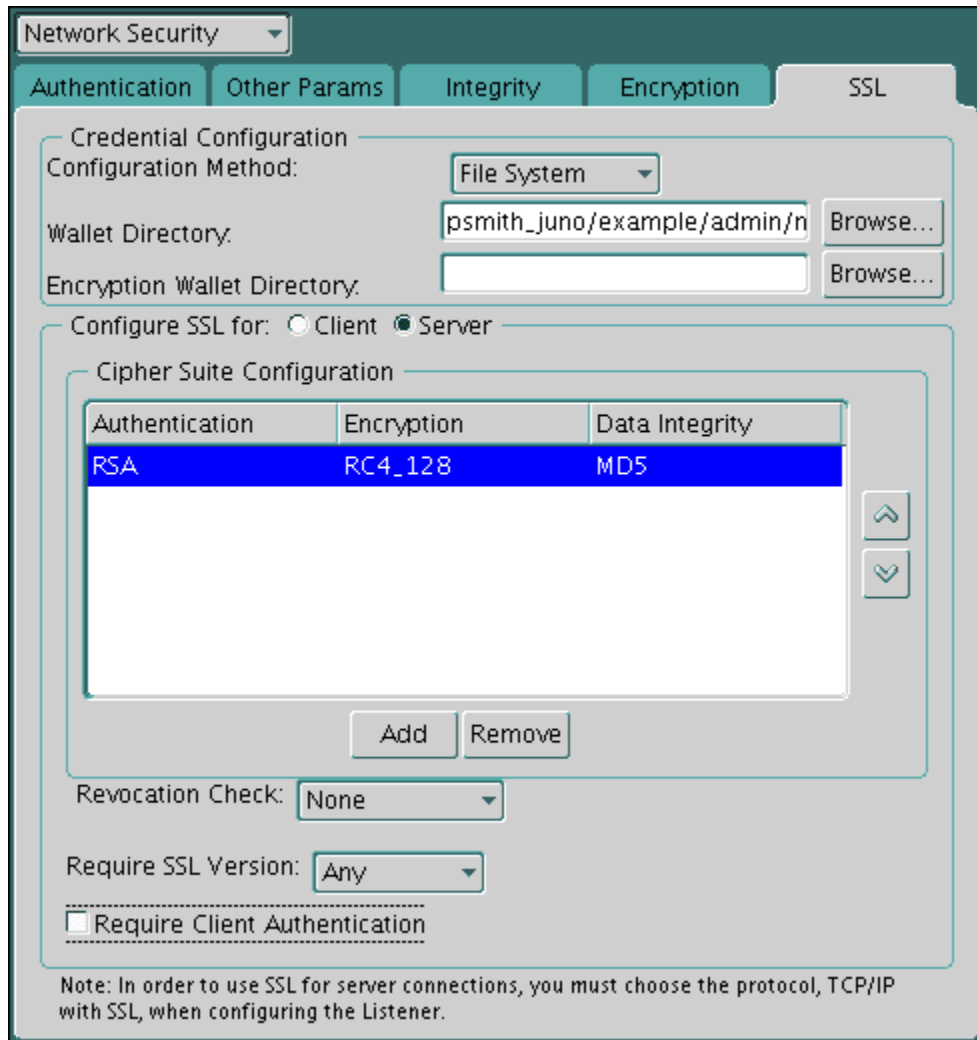 Network Security
Authentication Other Params Integrity Encryption SSL
Credential Configuration
Configuration Method: File System
Wallet Directory: psmith_juno/example/admin/n Browse...
Encryption Wallet Directory: Browse...
Configure SSL for: Client Server
Cipher Suite Configuration
Authentication Encryption Data Integrity
RSA RC4_128 MD5
Add Remove
Revocation Check: None
Require SSL Version: Any
Require Client Authentication
Note: In order to use SSL for server connections, you must choose the protocol, TCP/IP
with SSL, when configuring the Listener.